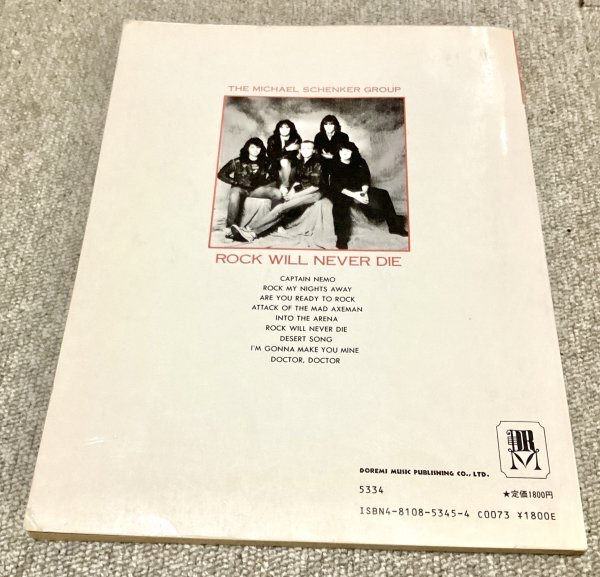 THE MICHAEL SCHENKER GROUP
ROCK WILL NEVER DIE
CAPTAIN NEMO
ROCK MY NIGHTS AWAY
ARE YOU READY TO ROCK
ATTACK OF THE MAD AXEMAN
INTO THE ARENA
ROCK WILL NEVER DIE
DESERT SONG
I'M GONNA MAKE YOU MINE
DOCTOR, DOCTOR
DRM
DOREMI MUSIC PUBLISHING CO., LTD.
5334
★定価1800円
ISBN4-8108-5345-4 C0073 ¥1800E